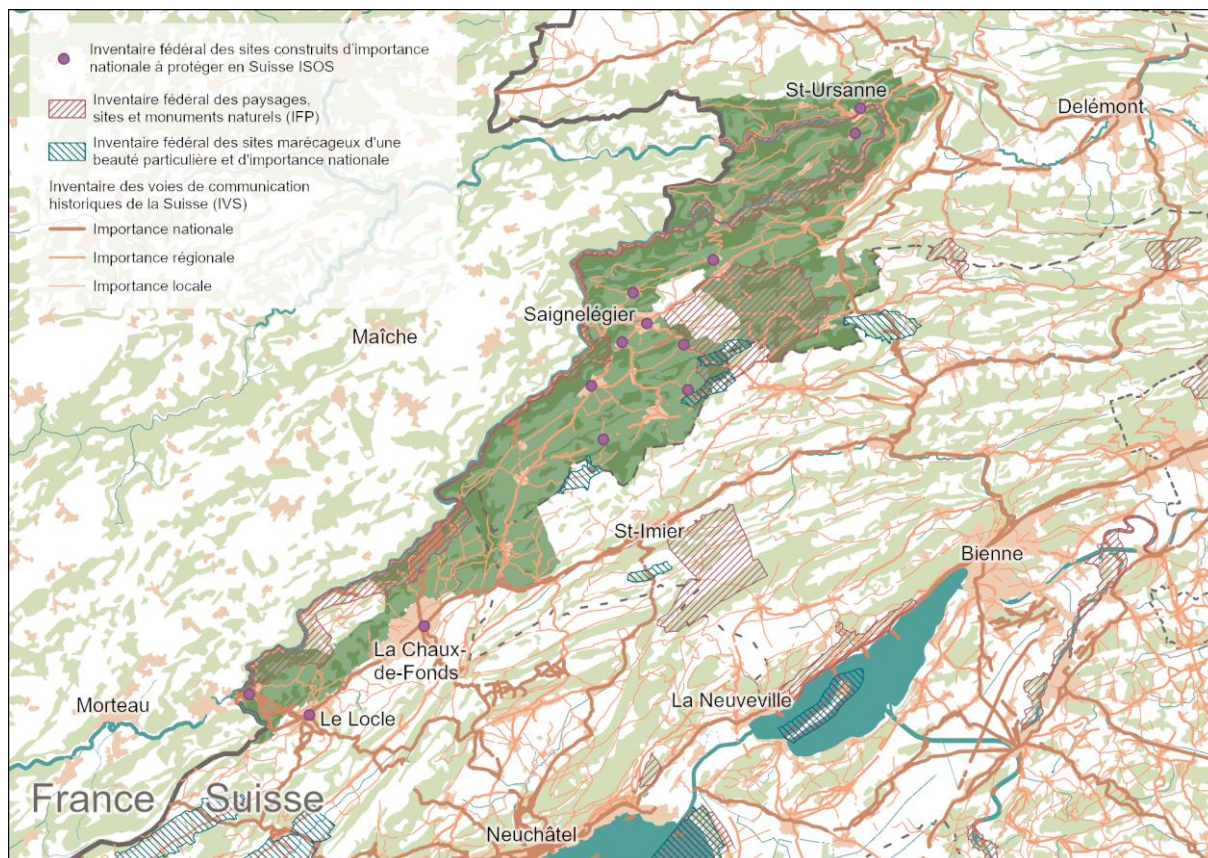 Inventaire fédéral des sites construits d'importance
nationale à protéger en Suisse ISOS
Inventaire fédéral des paysages,
sites et monuments naturels (IFP)
Inventaire fédéral des sites marécageux d'une
beauté particulière et d'importance nationale
Inventaire des voies de communication
historiques de la Suisse (IVS)
Importance nationale
Importance régionale
Importance locale
St-Ursanne
Delémont
Saignelégier
Maîche
St-Imier
Bienne
La Chaux-
de-Fonds
La Neuveville
Morteau
Le Locle
France
Suisse
Neuchâtel